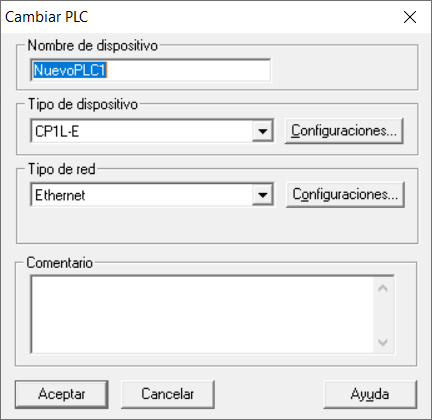 Cambiar PLC
Nombre de dispositivo
NuevoPLC1
Tipo de dispositivo
CP1L-E
Configuraciones...
Tipo de red
Ethernet
Configuraciones...
Comentario
Aceptar
Cancelar
Ayuda